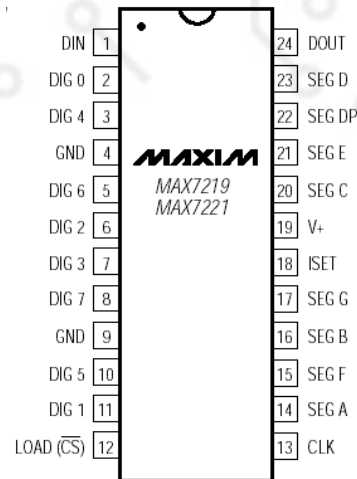 DIN 1 24 DOUT
DIG 0 2 23 SEG D
DIG 4 3 22 SEG DP
GND 4 MAXIM 21 SEG E
DIG 6 5 MAX7219 20 SEG C
MAX7221
DIG 2 6 19 V+
DIG 3 7 18 ISET
DIG 7 8 17 SEG G
GND 9 16 SEG B
DIG 5 10 15 SEG F
DIG 1 11 14 SEG A
LOAD (C̅S̅) 12 13 CLK